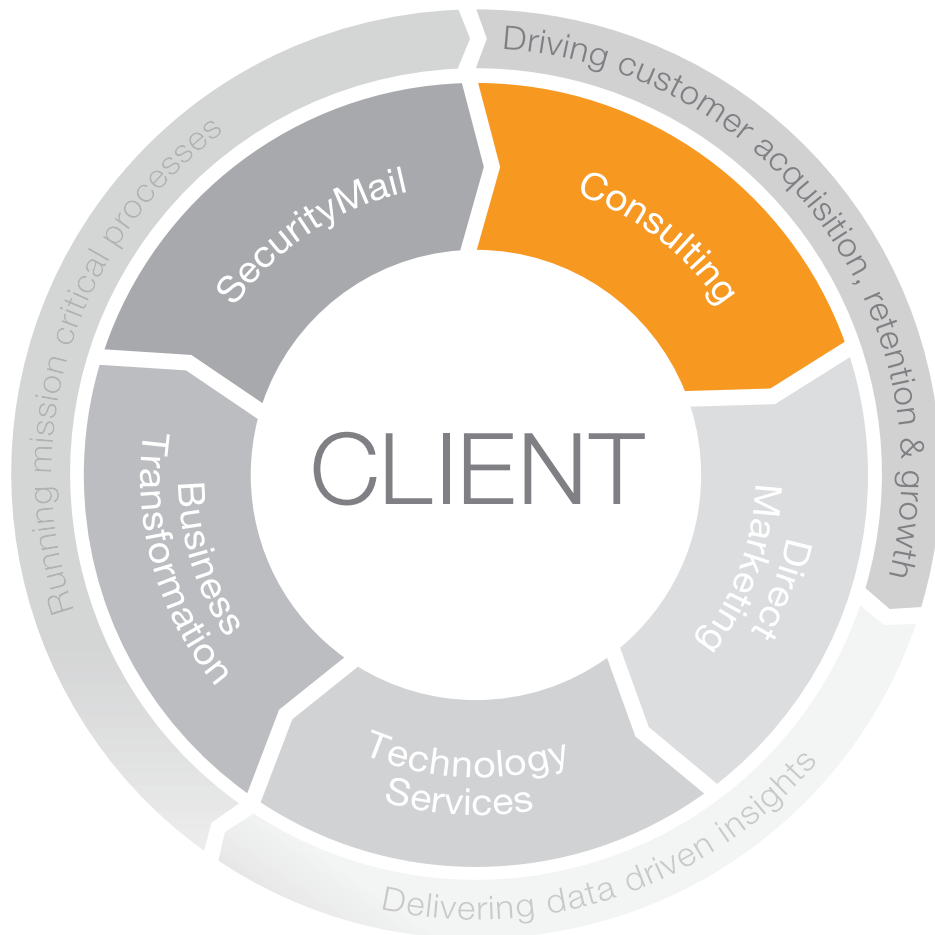 Driving customer acquisition, retention & growth
Delivering data driven insights
Running mission critical processes
Consulting
Direct
Marketing
Technology
Services
Business
Transformation
SecurityMail
CLIENT